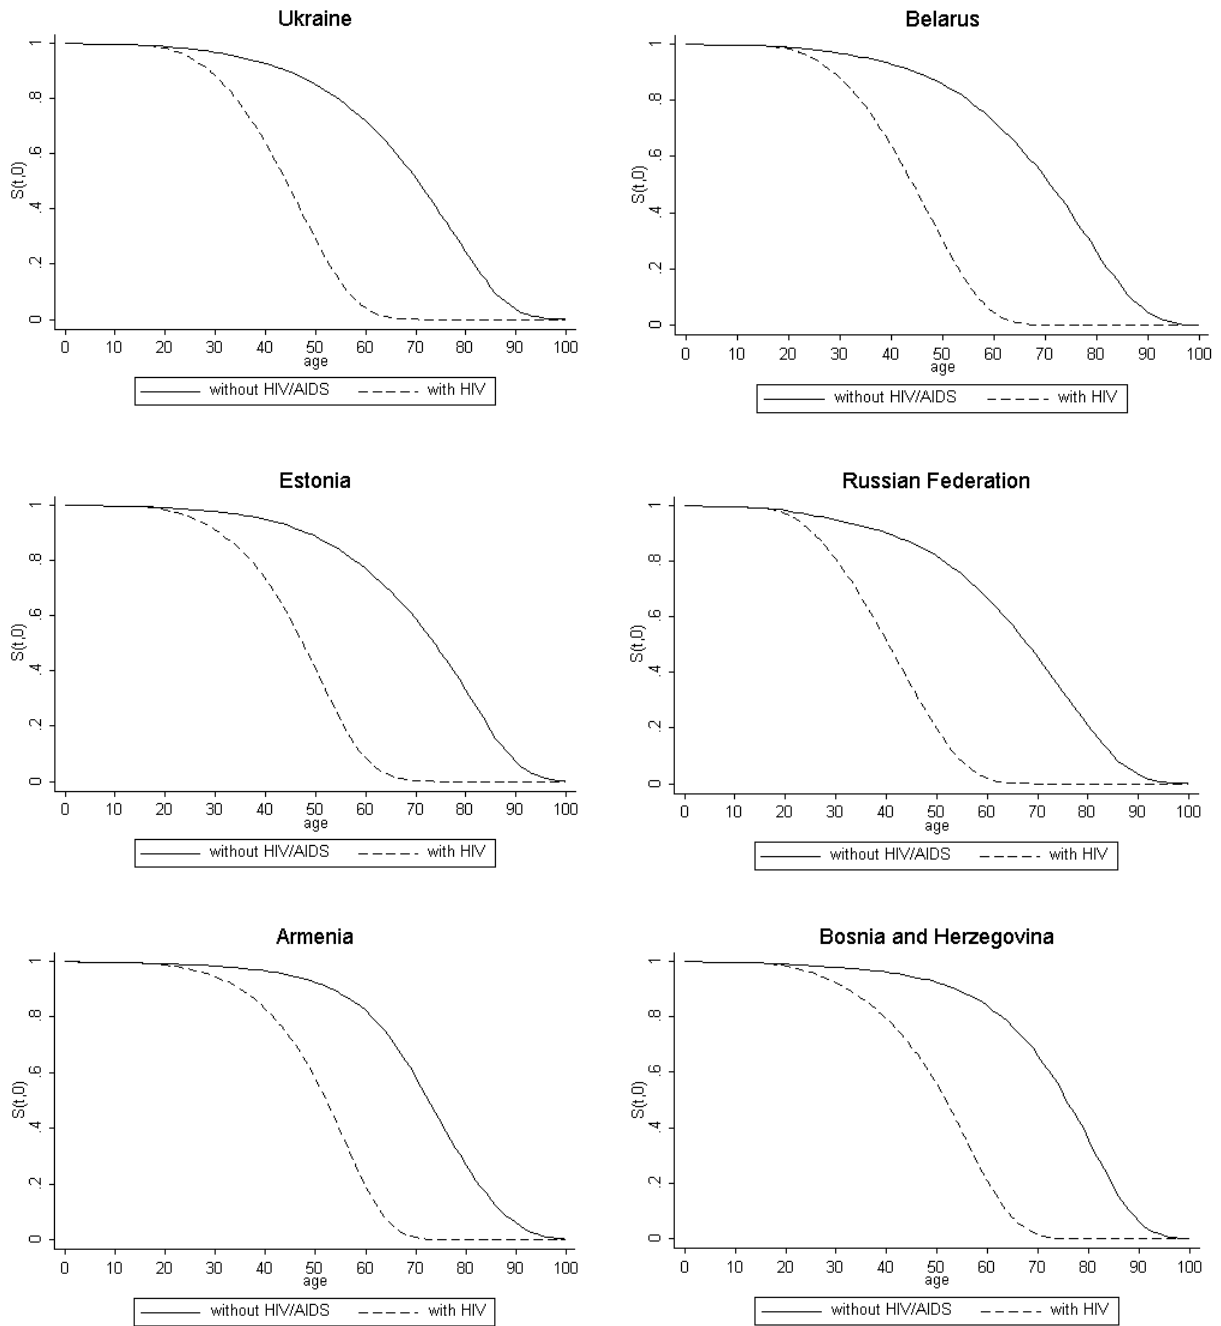 Ukraine
1
.8
.6
.4
.2
0
S(t,0)
0 10 20 30 40 50 60 70 80 90 100
age
without HIV/AIDS with HIV
Belarus
1
.8
.6
.4
.2
0
S(t,0)
0 10 20 30 40 50 60 70 80 90 100
age
without HIV/AIDS with HIV
Estonia
1
.8
.6
.4
.2
0
S(t,0)
0 10 20 30 40 50 60 70 80 90 100
age
without HIV/AIDS with HIV
Russian Federation
1
.8
.6
.4
.2
0
S(t,0)
0 10 20 30 40 50 60 70 80 90 100
age
without HIV/AIDS with HIV
Armenia
1
.8
.6
.4
.2
0
S(t,0)
0 10 20 30 40 50 60 70 80 90 100
age
without HIV/AIDS with HIV
Bosnia and Herzegovina
1
.8
.6
.4
.2
0
S(t,0)
0 10 20 30 40 50 60 70 80 90 100
age
without HIV/AIDS with HIV